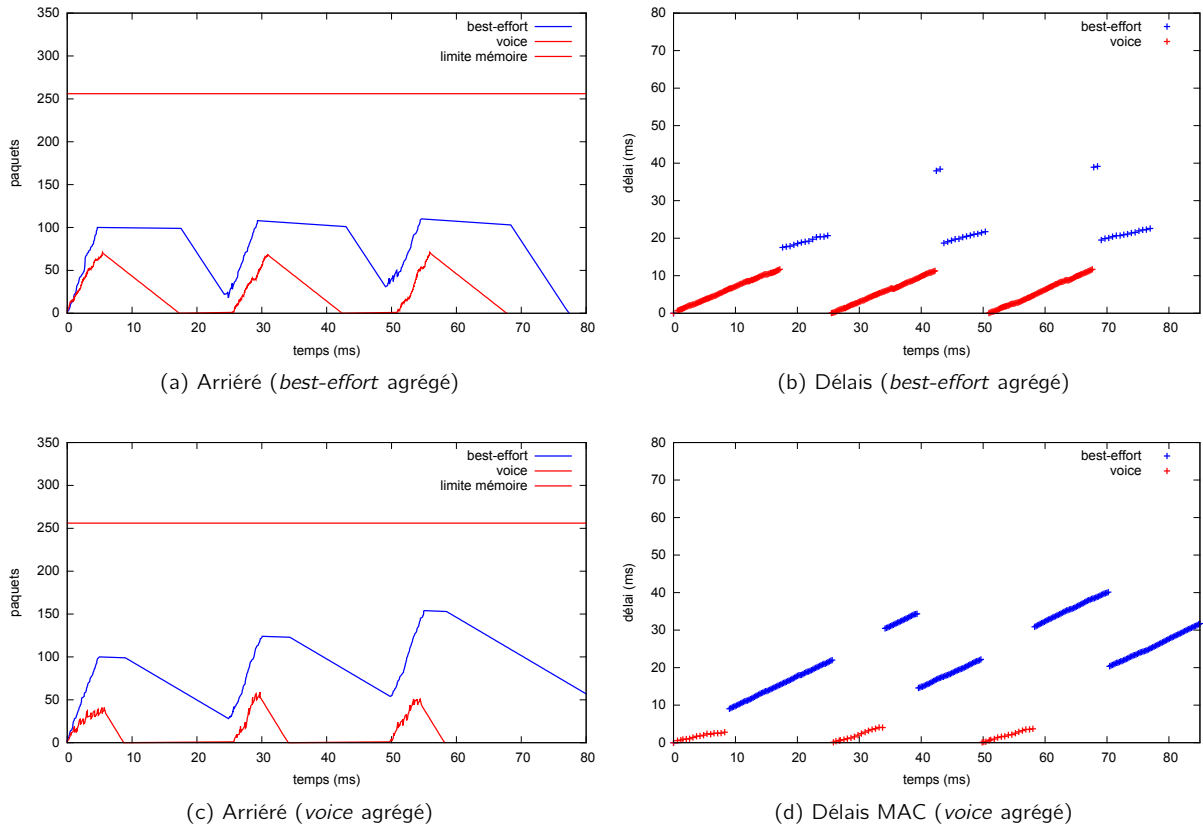 350
300
250
200
150
100
50
0
paquets
0 10 20 30 40 50 60 70 80
temps (ms)
best-effort
voice
limite mémoire
(a) Arriéré (best-effort agrégé)
80
70
60
50
40
30
20
10
0
délai (ms)
0 10 20 30 40 50 60 70 80
temps (ms)
best-effort
voice
(b) Délais (best-effort agrégé)
350
300
250
200
150
100
50
0
paquets
0 10 20 30 40 50 60 70 80
temps (ms)
best-effort
voice
limite mémoire
(c) Arriéré (voice agrégé)
80
70
60
50
40
30
20
10
0
délai (ms)
0 10 20 30 40 50 60 70 80
temps (ms)
best-effort
voice
(d) Délais MAC (voice agrégé)